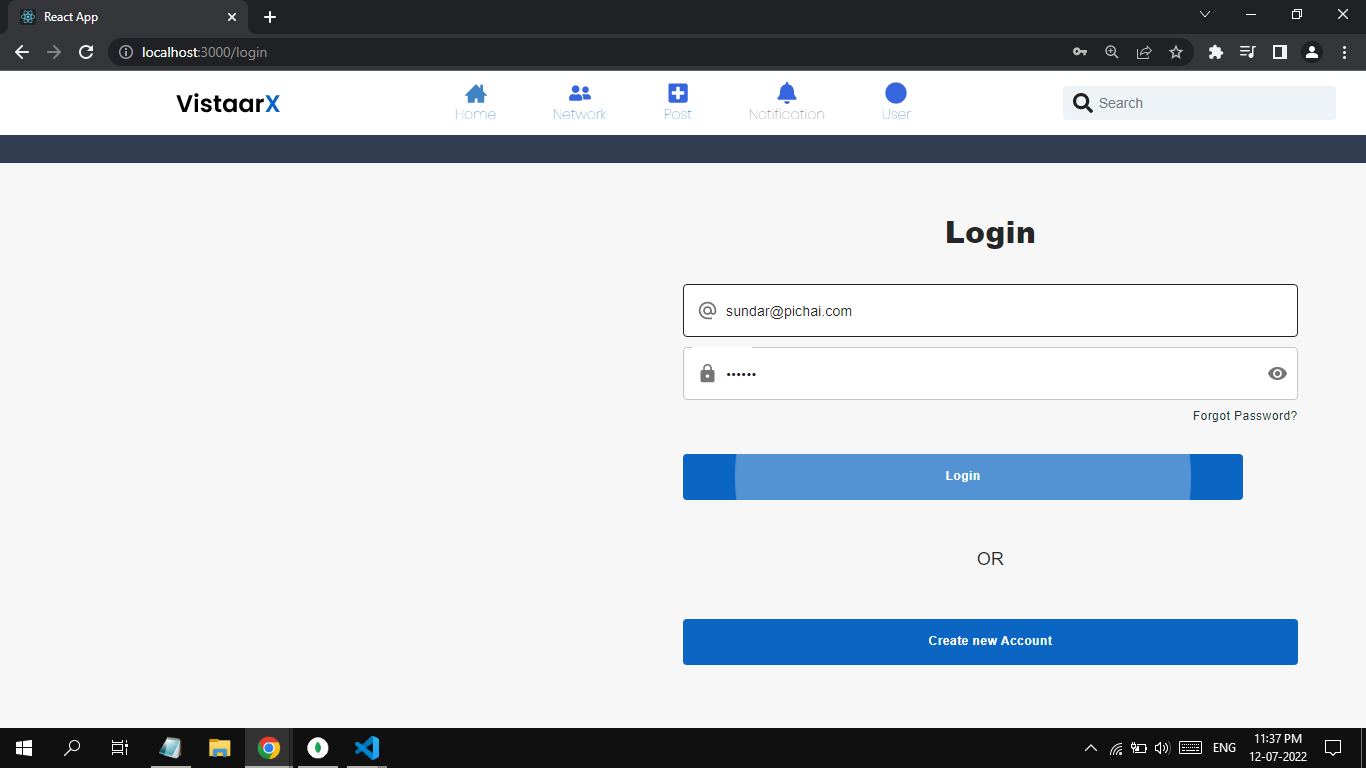 React App
localhost:3000/login
VistaarX
Home
Network
Post
Notification
User
Search
Login
sundar@pichai.com
••••••
Forgot Password?
Login
OR
Create new Account
ENG
11:37 PM
12-07-2022